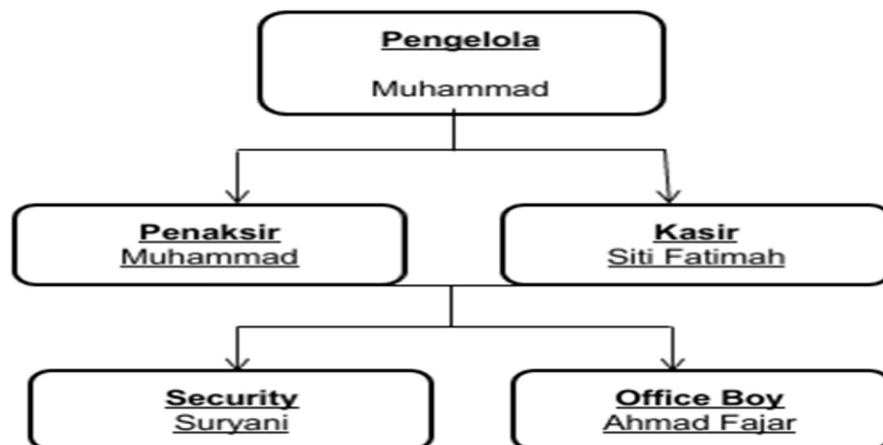 Pengelola
Muhammad
Penaksir
Muhammad
Kasir
Siti Fatimah
Security
Suryani
Office Boy
Ahmad Fajar